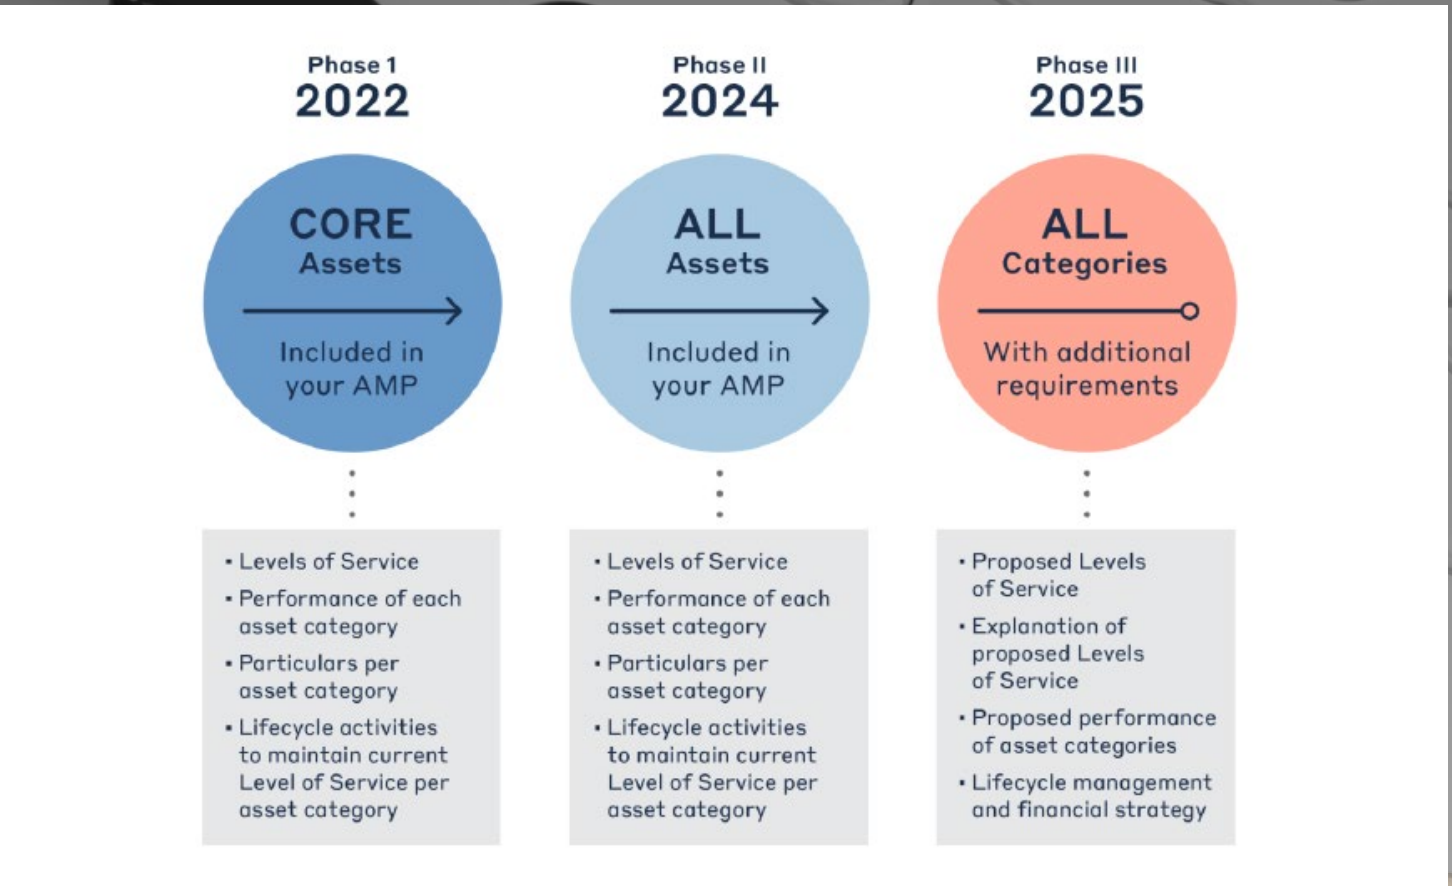 Phase 1
2022
CORE
Assets
Included in
your AMP
• Levels of Service
• Performance of each
asset category
• Particulars per
asset category
• Lifecycle activities
to maintain current
Level of Service per
asset category
Phase II
2024
ALL
Assets
Included in
your AMP
• Levels of Service
• Performance of each
asset category
• Particulars per
asset category
• Lifecycle activities
to maintain current
Level of Service per
asset category
Phase III
2025
ALL
Categories
With additional
requirements
• Proposed Levels
of Service
• Explanation of
proposed Levels
of Service
• Proposed performance
of asset categories
• Lifecycle management
and financial strategy